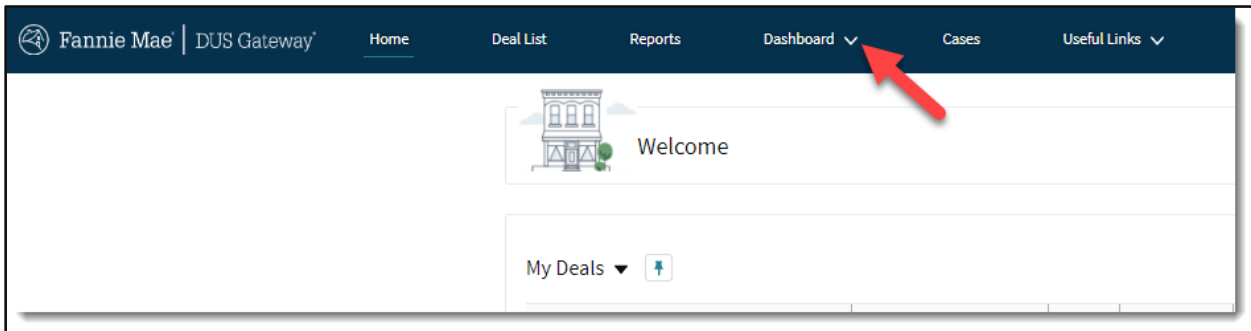 Fannie Mae® | DUS Gateway® Home Deal List Reports Dashboard Cases Useful Links
Welcome
My Deals